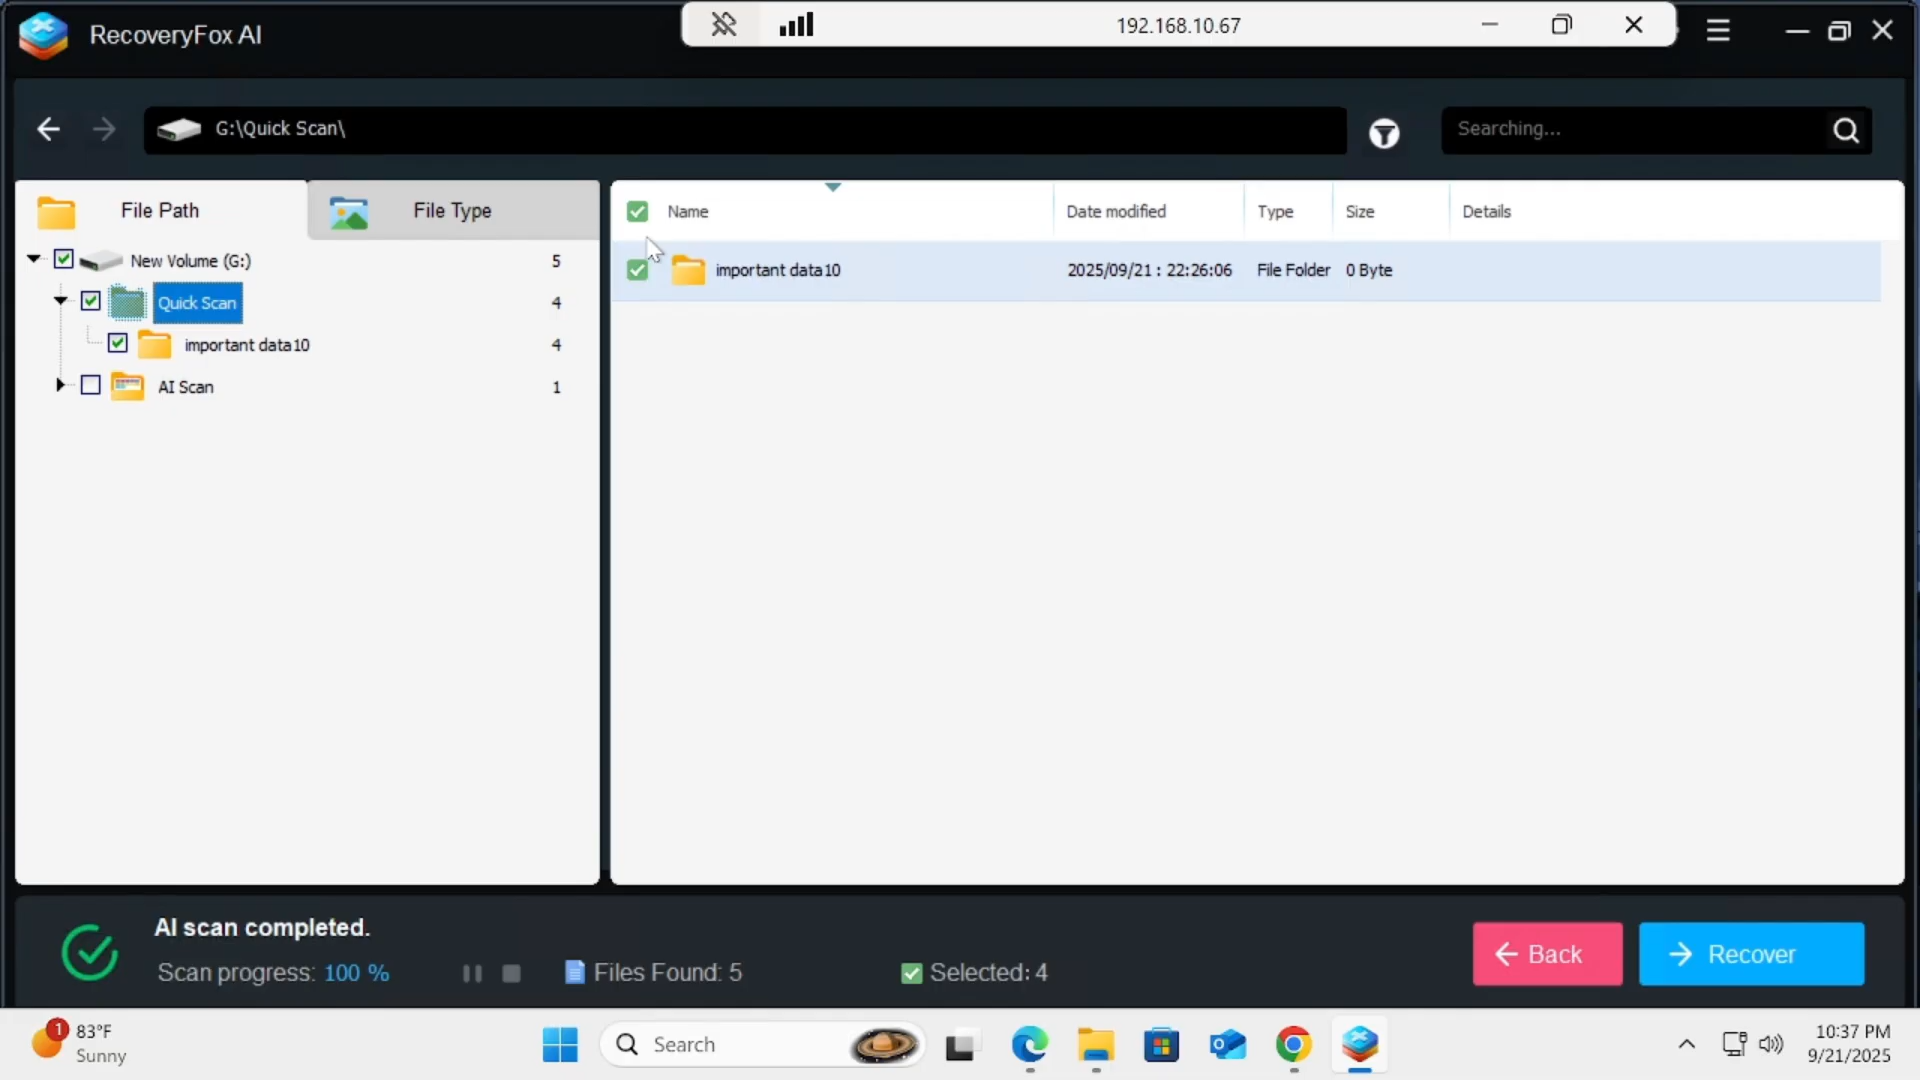 RecoveryFox AI
192.168.10.67
G:\Quick Scan\
Searching...
File Path
File Type
Name
Date modified
Type
Size
Details
New Volume (G:)
5
important data10
2025/09/21 : 22:26:06
File Folder
0 Byte
Quick Scan
4
important data10
4
AI Scan
1
AI scan completed.
Scan progress: 100 %
Files Found: 5
Selected: 4
Back
Recover
1
83°F
Sunny
Search
10:37 PM
9/21/2025